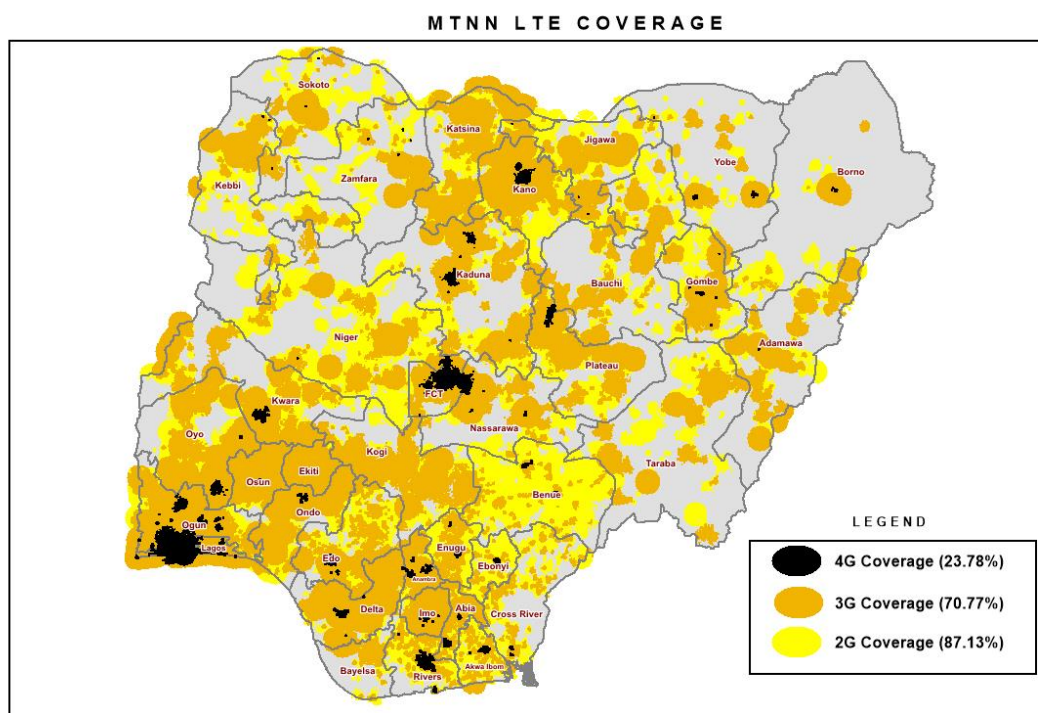 MTNN LTE COVERAGE
Sokoto
Katsina
Jigawa
Yobe
Borno
Kebbi
Zamfara
Kano
Kaduna
Bauchi
Gombe
Niger
Adamawa
Plateau
FCT
Kwara
Nassarawa
Oyo
Kogi
Taraba
Osun
Ekiti
Benue
Ondo
Ogun
Lagos
Edo
Enugu
Ebonyi
Anambra
Delta
Imo
Abia
Cross River
Bayelsa
Rivers
Akwa Ibom
LEGEND
4G Coverage (23.78%)
3G Coverage (70.77%)
2G Coverage (87.13%)